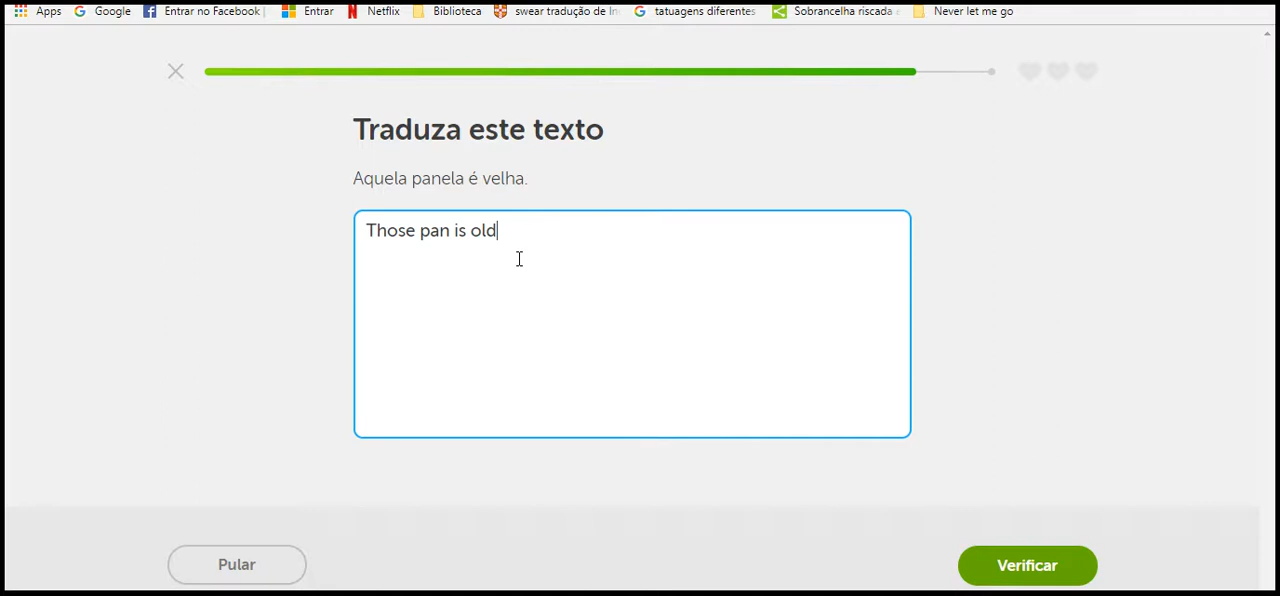 Apps Google Entrar no Facebook Entrar Netflix Biblioteca swear tradução de In tatuagens diferentes Sobrancelha riscada Never let me go
Traduza este texto
Aquela panela é velha.
Those pan is old
Pular Verificar